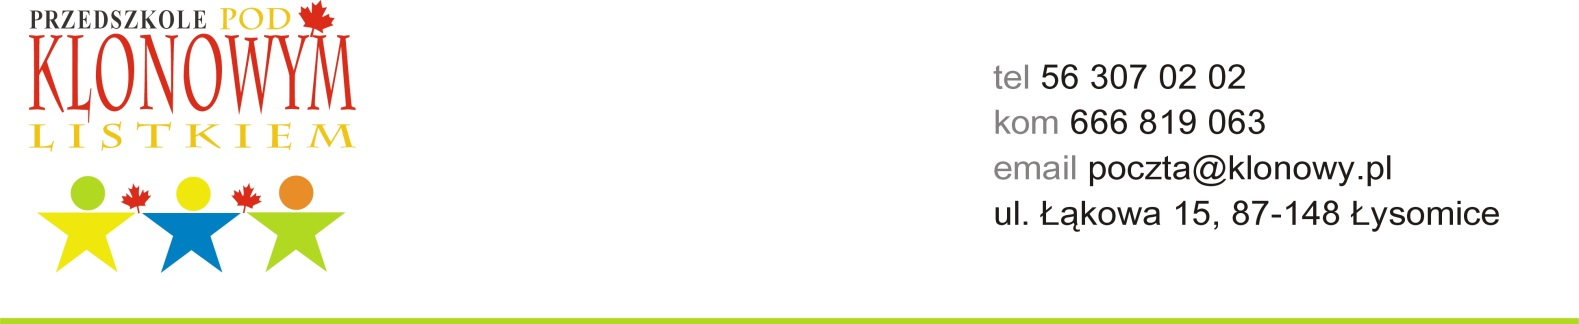 PRZEDSZKOLE POD
KLONOWYM
LISTKIEM
tel 56 307 02 02
kom 666 819 063
email poczta@klonowy.pl
ul. Łąkowa 15, 87-148 Łysomice